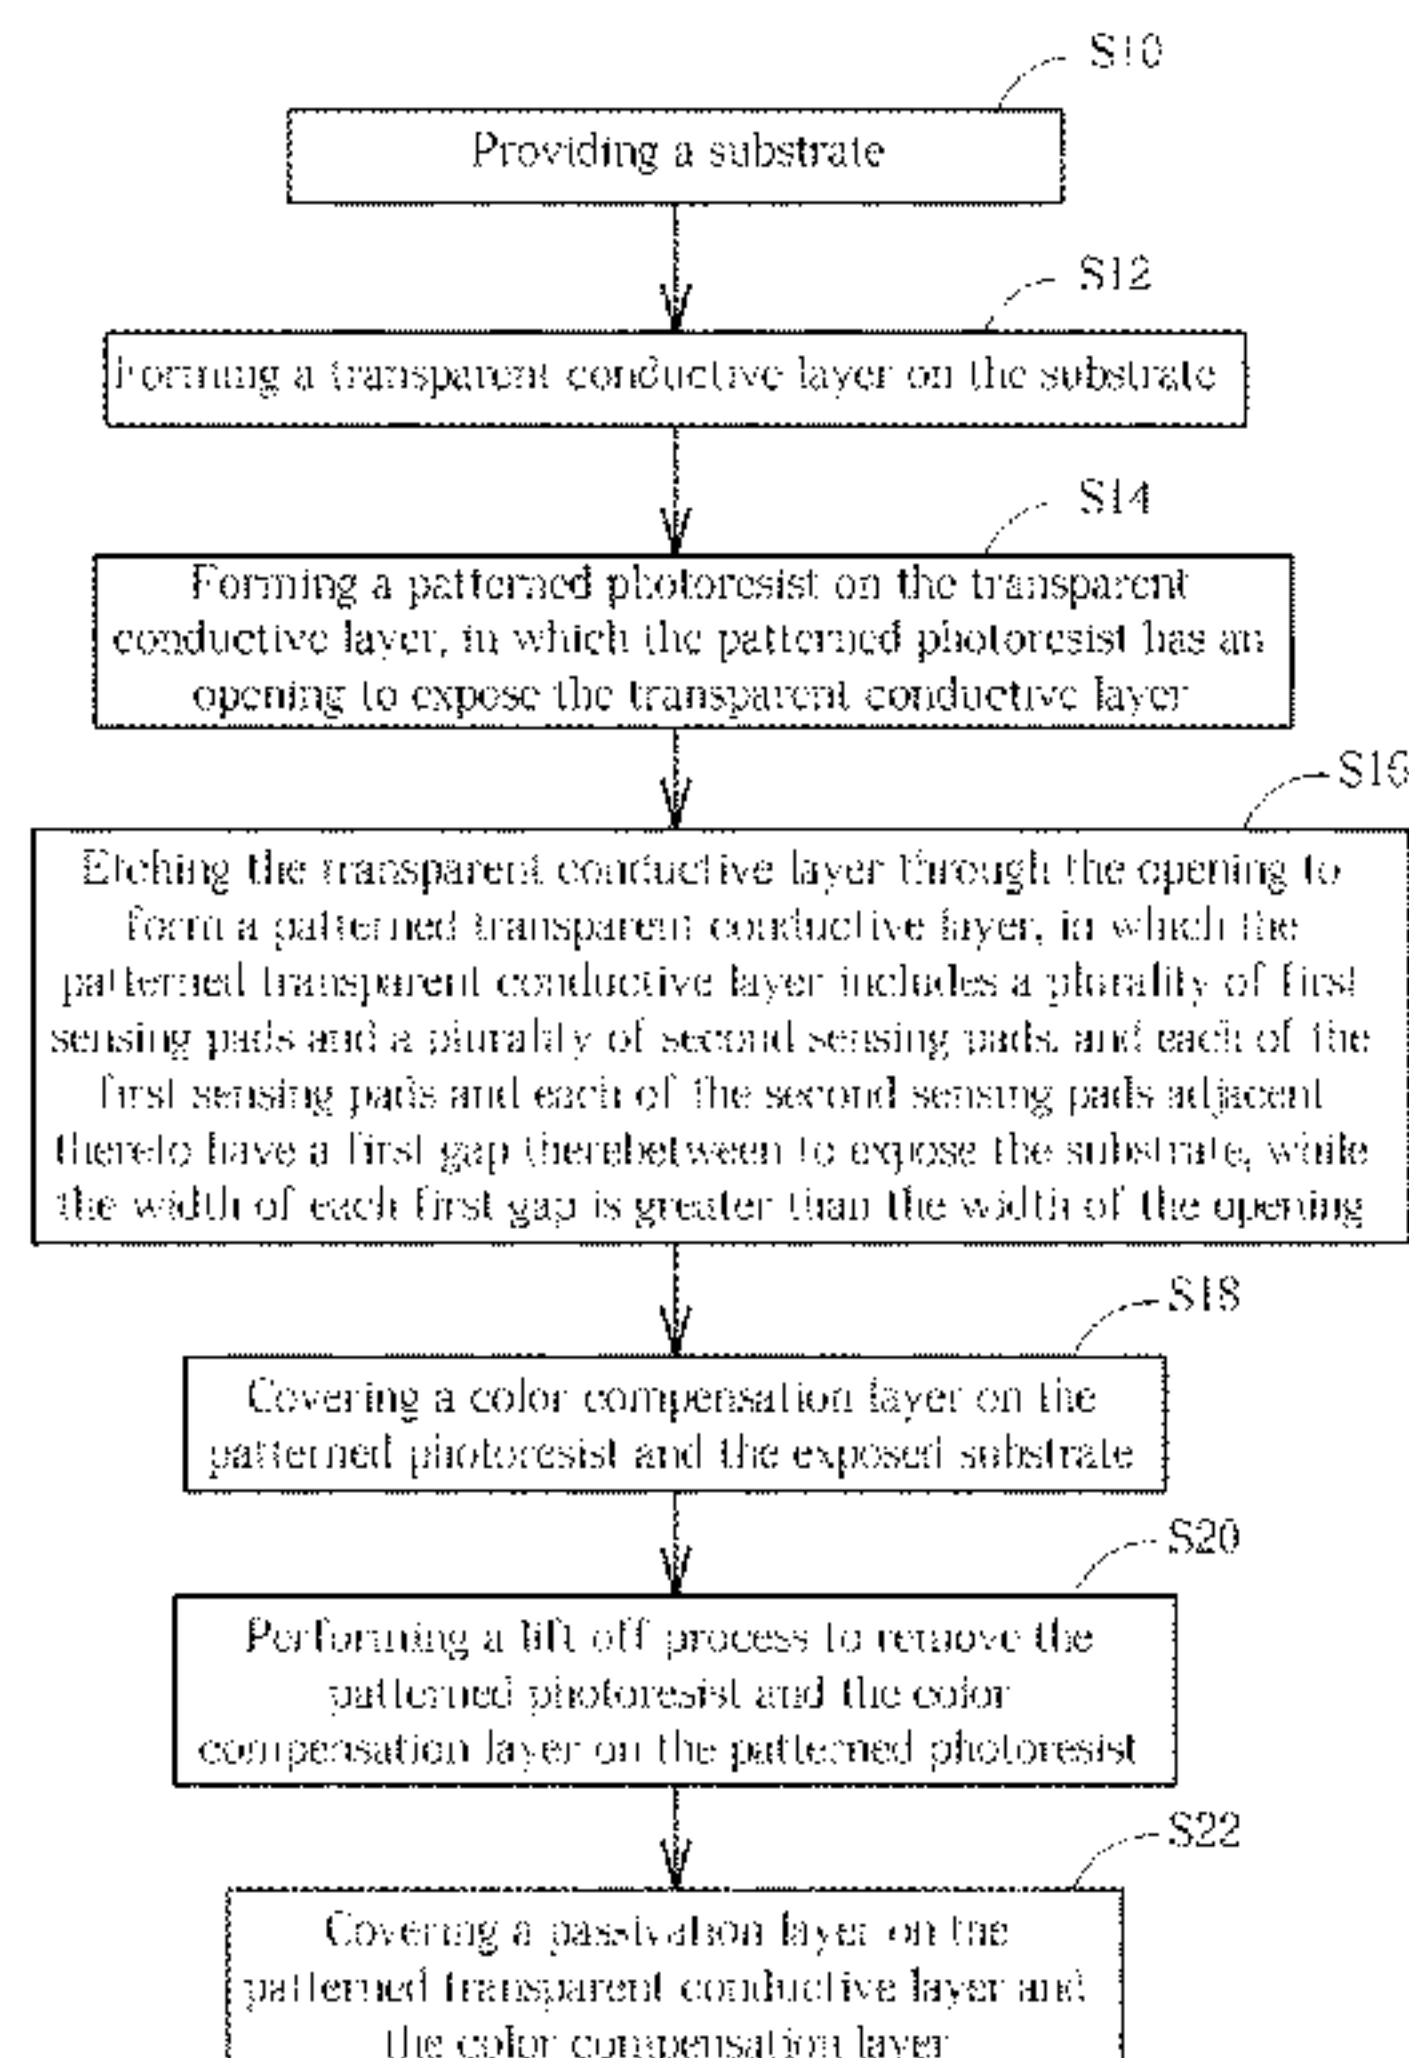 S10
Providing a substrate
S12
Forming a transparent conductive layer on the substrate
S14
Forming a patterned photoresist on the transparent
conductive layer, in which the patterned photoresist has an
opening to expose the transparent conductive layer
S16
Etching the transparent conductive layer through the opening to
form a patterned transparent conductive layer, in which the
patterned transparent conductive layer includes a plurality of first
sensing pads and a plurality of second sensing pads, and each of the
first sensing pads and each of the second sensing pads adjacent
thereto have a first gap therebetween to expose the substrate, while
the width of each first gap is greater than the width of the opening
S18
Covering a color compensation layer on the
patterned photoresist and the exposed substrate
S20
Performing a lift off process to remove the
patterned photoresist and the color
compensation layer on the patterned photoresist
S22
Covering a passivation layer on the
patterned transparent conductive layer and
the color compensation layer